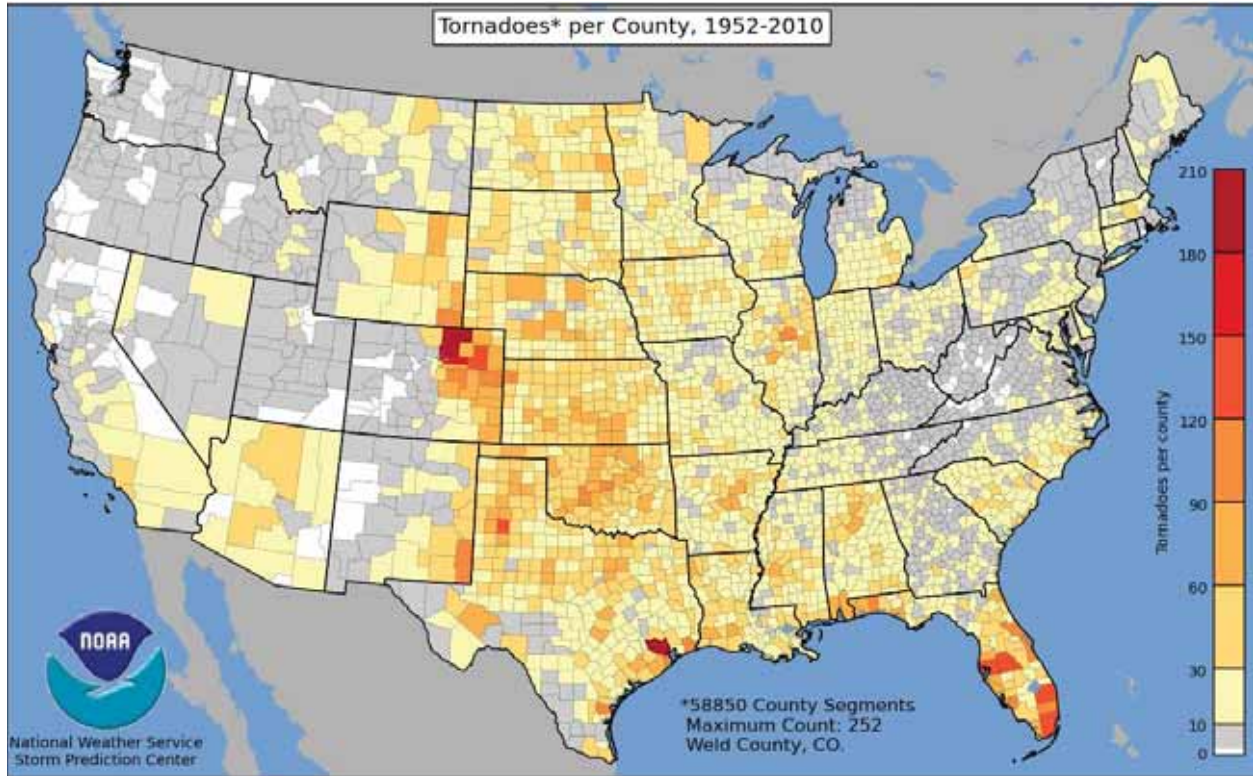 Tornadoes* per County, 1952-2010
210
180
150
120
90
60
30
10
0
Tornadoes per county
*58850 County Segments
Maximum Count: 252
Weld County, CO.
NOAA
National Weather Service
Storm Prediction Center